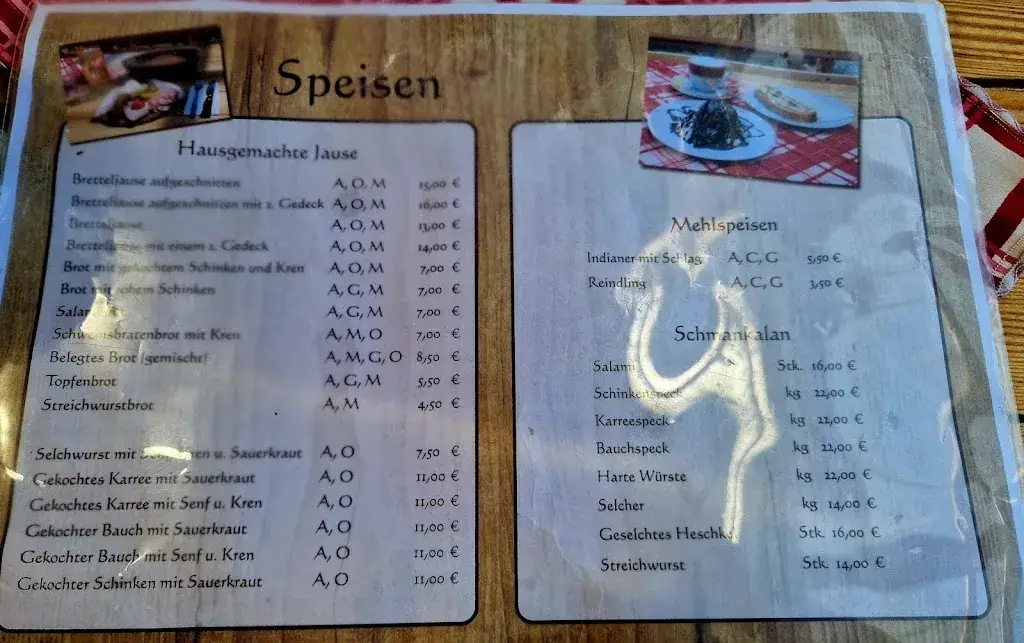 Speisen
Hausgemachte Jause
Bretteljause aufgeschnitten A, O, M 15,00 €
Bretteljause aufgeschnitten mit 2. Gedeck A, O, M 16,00 €
Bretteljause A, O, M 13,00 €
Bretteljause mit einem 2. Gedeck A, O, M 14,00 €
Brot mit gekochtem Schinken und Kren A, O, M 7,00 €
Brot mit rohem Schinken A, G, M 7,00 €
A, G, M 7,00 €
Schweinsbratenbrot mit Kren A, M, O 7,00 €
Belegtes Brot (gemischt) A, M, G, O 8,50 €
Topfenbrot A, G, M 5,50 €
Streichwurstbrot A, M 4,50 €
Selchwurst mit u. Sauerkraut A, O 7,50 €
Gekochtes Karree mit Sauerkraut A, O 11,00 €
Gekochtes Karree mit Senf u. Kren A, O 11,00 €
Gekochter Bauch mit Sauerkraut A, O 11,00 €
Gekochter Bauch mit Senf u. Kren A, O 11,00 €
Gekochter Schinken mit Sauerkraut A, O 11,00 €
Mehlspeisen
Indianer mit Schlag A, C, G 5,50 €
Reindling A, C, G 3,50 €
Schmankalan
Salami Stk. 16,00 €
Schinkenspeck kg 22,00 €
Karreespeck kg 22,00 €
Bauchspeck kg 22,00 €
Harte Würste kg 22,00 €
Selcher kg 14,00 €
Geselchtes Stk. 16,00 €
Streichwurst Stk. 14,00 €